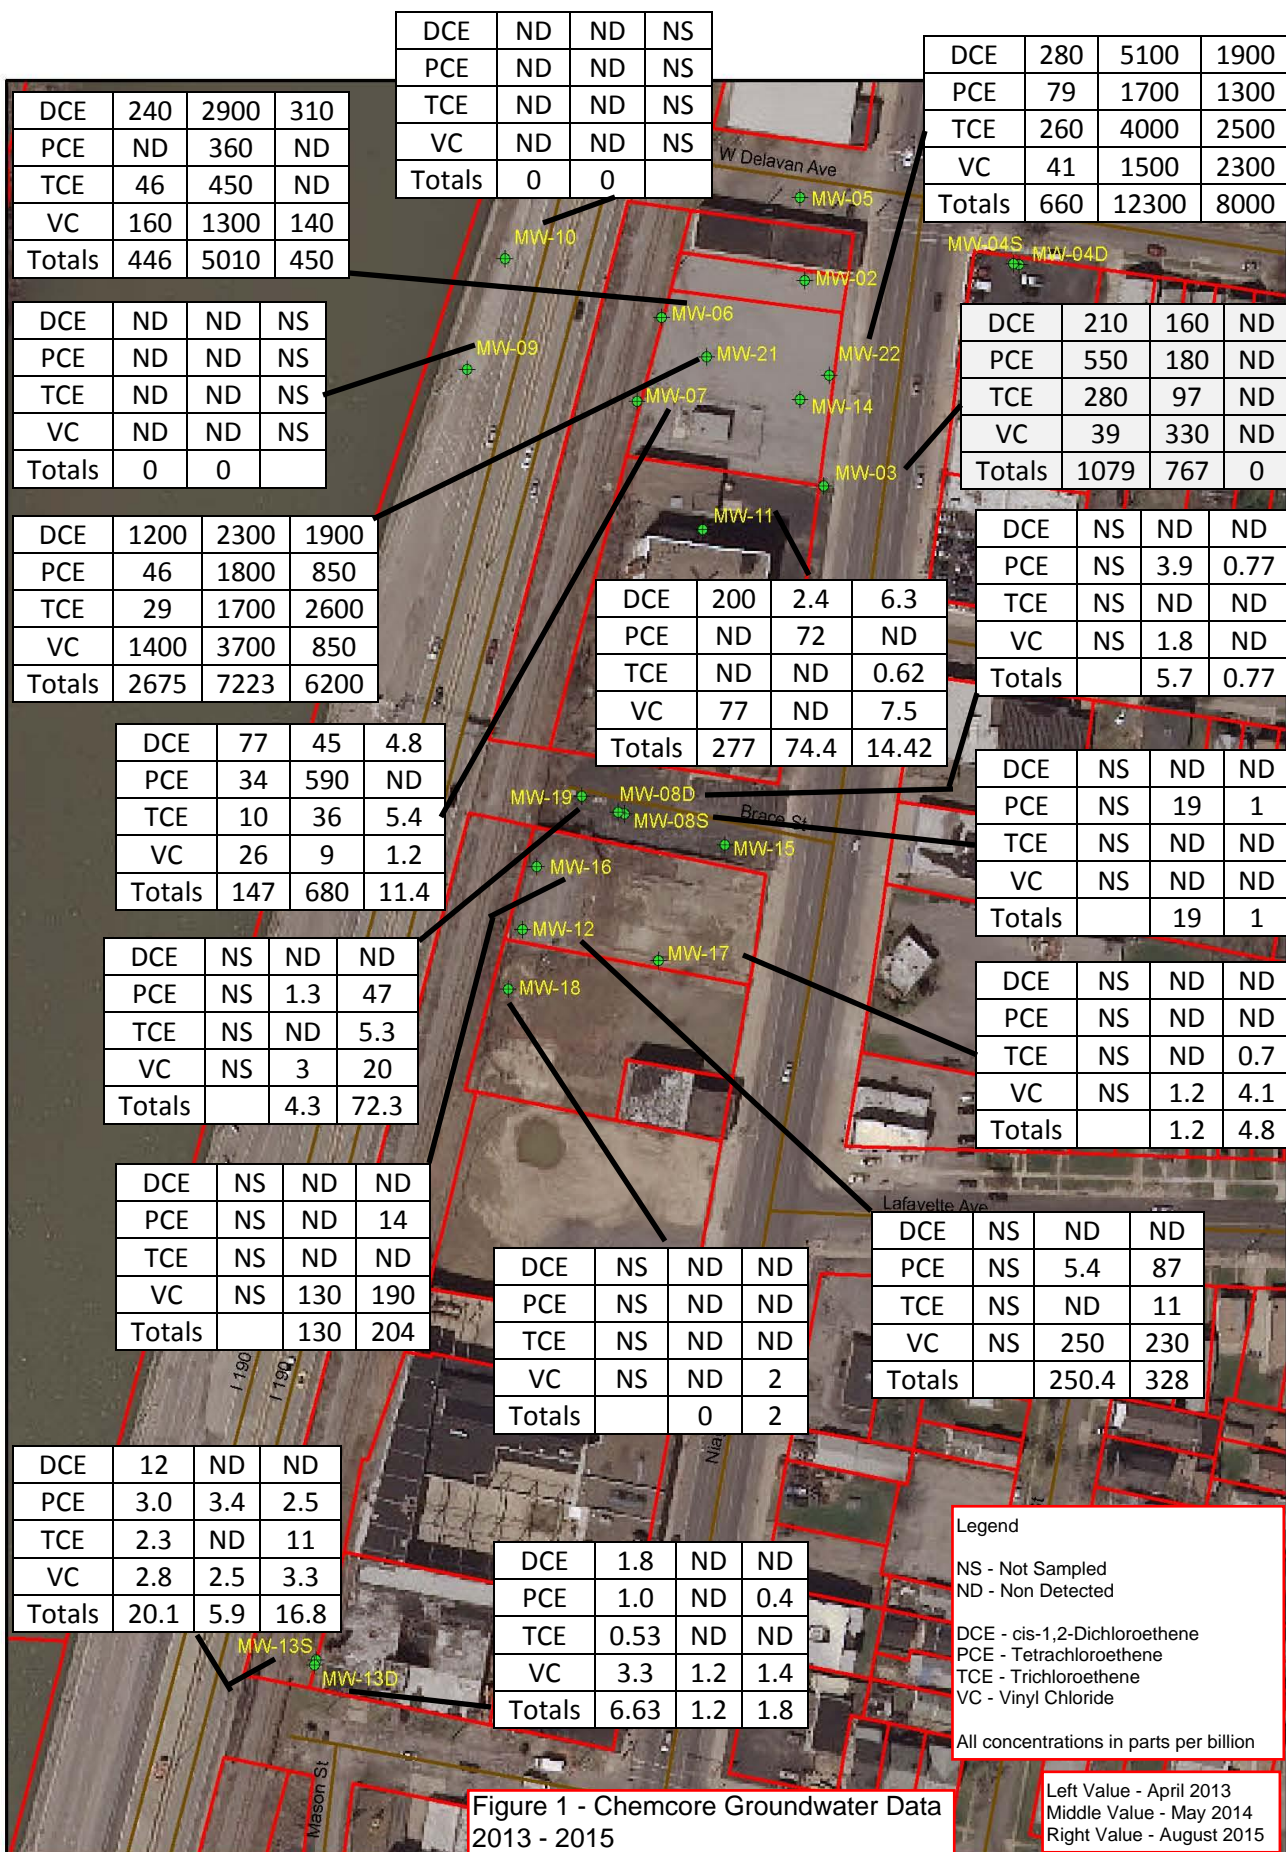 DCE ND ND NS
PCE ND ND NS
TCE ND ND NS
VC ND ND NS
Totals 0 0
DCE 280 5100 1900
PCE 79 1700 1300
TCE 260 4000 2500
VC 41 1500 2300
Totals 660 12300 8000
DCE 240 2900 310
PCE ND 360 ND
TCE 46 450 ND
VC 160 1300 140
Totals 446 5010 450
W Delavan Ave
MW-05
MW-10
MW-04S
MW-04D
MW-02
MW-06
DCE ND ND NS
PCE ND ND NS
TCE ND ND NS
VC ND ND NS
Totals 0 0
MW-09
MW-21
MW-22
MW-07
MW-14
DCE 210 160 ND
PCE 550 180 ND
TCE 280 97 ND
VC 39 330 ND
Totals 1079 767 0
MW-03
MW-11
DCE 1200 2300 1900
PCE 46 1800 850
TCE 29 1700 2600
VC 1400 3700 850
Totals 2675 7223 6200
DCE NS ND ND
PCE NS 3.9 0.77
TCE NS ND ND
VC NS 1.8 ND
Totals 5.7 0.77
DCE 200 2.4 6.3
PCE ND 72 ND
TCE ND ND 0.62
VC 77 ND 7.5
Totals 277 74.4 14.42
DCE 77 45 4.8
PCE 34 590 ND
TCE 10 36 5.4
VC 26 9 1.2
Totals 147 680 11.4
DCE NS ND ND
PCE NS 19 1
TCE NS ND ND
VC NS ND ND
Totals 19 1
MW-19
MW-08D
MW-08S
Brace St
MW-15
MW-16
MW-12
MW-17
MW-18
DCE NS ND ND
PCE NS 1.3 47
TCE NS ND 5.3
VC NS 3 20
Totals 4.3 72.3
DCE NS ND ND
PCE NS ND ND
TCE NS ND 0.7
VC NS 1.2 4.1
Totals 1.2 4.8
DCE NS ND ND
PCE NS ND 14
TCE NS ND ND
VC NS 130 190
Totals 130 204
Lafayette Ave
DCE NS ND ND
PCE NS 5.4 87
TCE NS ND 11
VC NS 250 230
Totals 250.4 328
DCE NS ND ND
PCE NS ND ND
TCE NS ND ND
VC NS ND 2
Totals 0 2
I 190
I 190
Nia
DCE 12 ND ND
PCE 3.0 3.4 2.5
TCE 2.3 ND 11
VC 2.8 2.5 3.3
Totals 20.1 5.9 16.8
MW-13S
MW-13D
DCE 1.8 ND ND
PCE 1.0 ND 0.4
TCE 0.53 ND ND
VC 3.3 1.2 1.4
Totals 6.63 1.2 1.8
Mason St
Legend
NS - Not Sampled
ND - Non Detected
DCE - cis-1,2-Dichloroethene
PCE - Tetrachloroethene
TCE - Trichloroethene
VC - Vinyl Chloride
All concentrations in parts per billion
Left Value - April 2013
Middle Value - May 2014
Right Value - August 2015
Figure 1 - Chemcore Groundwater Data
2013 - 2015